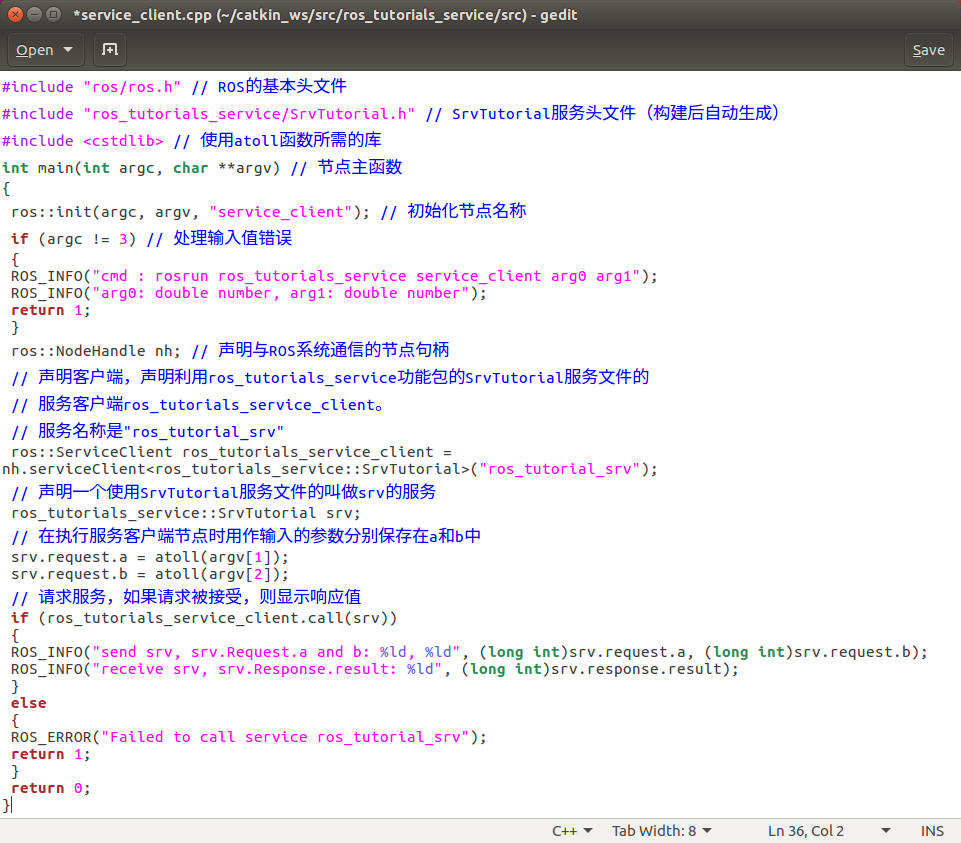 *service_client.cpp (~/catkin_ws/src/ros_tutorials_service/src) - gedit
Open
Save
#include "ros/ros.h" // ROS的基本头文件
#include "ros_tutorials_service/SrvTutorial.h" // SrvTutorial服务头文件（构建后自动生成）
#include <cstdlib> // 使用atoll函数所需的库
int main(int argc, char **argv) // 节点主函数
{
ros::init(argc, argv, "service_client"); // 初始化节点名称
if (argc != 3) // 处理输入值错误
{
ROS_INFO("cmd : rosrun ros_tutorials_service service_client arg0 arg1");
ROS_INFO("arg0: double number, arg1: double number");
return 1;
}
ros::NodeHandle nh; // 声明与ROS系统通信的节点句柄
// 声明客户端，声明利用ros_tutorials_service功能包的SrvTutorial服务文件的
// 服务客户端ros_tutorials_service_client。
// 服务名称是"ros_tutorial_srv"
ros::ServiceClient ros_tutorials_service_client =
nh.serviceClient<ros_tutorials_service::SrvTutorial>("ros_tutorial_srv");
// 声明一个使用SrvTutorial服务文件的叫做srv的服务
ros_tutorials_service::SrvTutorial srv;
// 在执行服务客户端节点时用作输入的参数分别保存在a和b中
srv.request.a = atoll(argv[1]);
srv.request.b = atoll(argv[2]);
// 请求服务，如果请求被接受，则显示响应值
if (ros_tutorials_service_client.call(srv))
{
ROS_INFO("send srv, srv.Request.a and b: %ld, %ld", (long int)srv.request.a, (long int)srv.request.b);
ROS_INFO("receive srv, srv.Response.result: %ld", (long int)srv.response.result);
}
else
{
ROS_ERROR("Failed to call service ros_tutorial_srv");
return 1;
}
return 0;
}
C++ Tab Width: 8 Ln 36, Col 2 INS